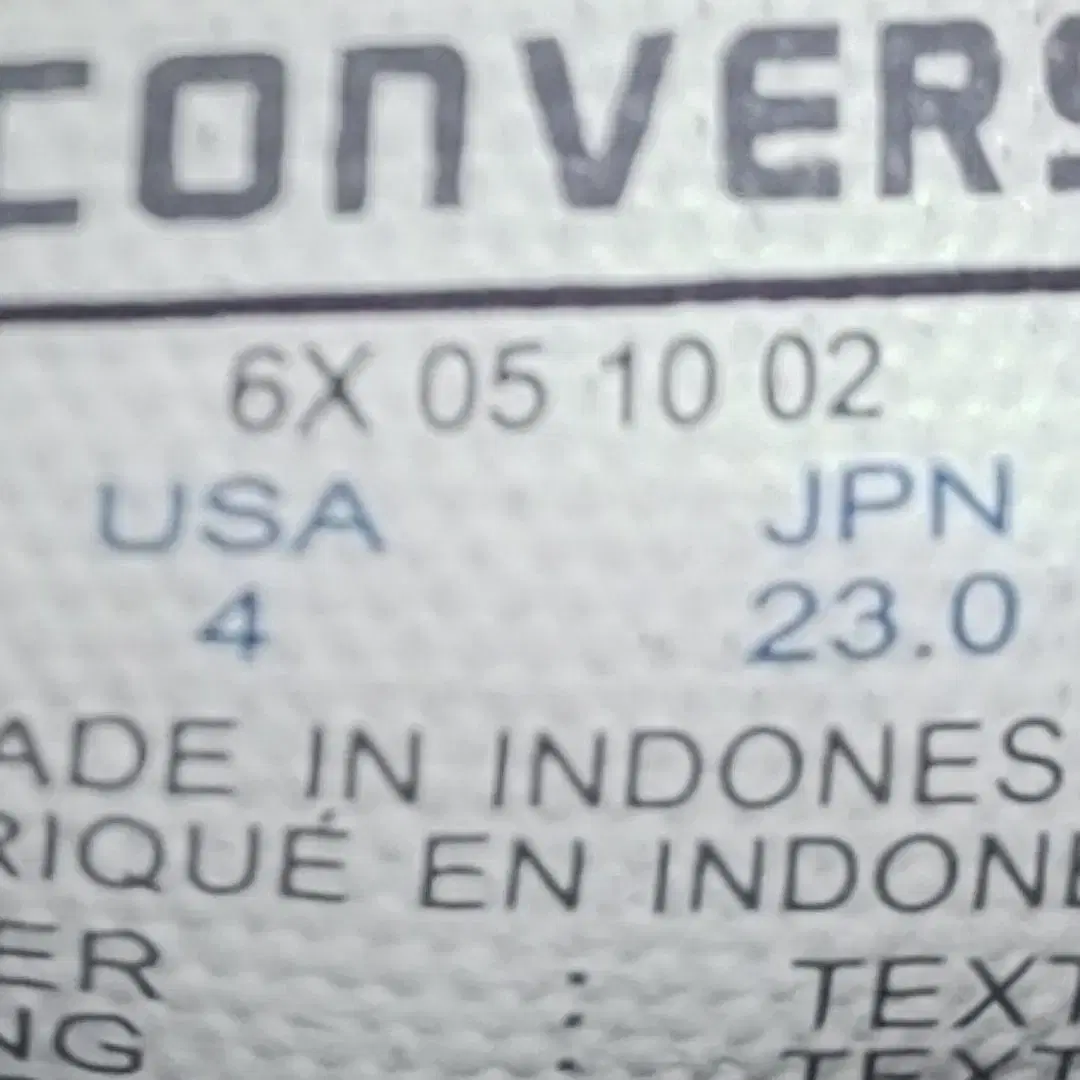 CONVERS
6X 05 10 02
USA JPN
4 23.0
ADE IN INDONES
RIQUÉ EN INDONE
ER : TEXT
NG : TEXT